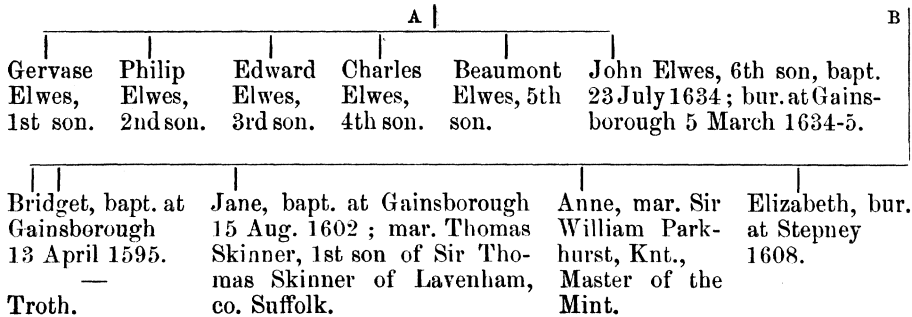 A B
Gervase Elwes, 1st son.
Philip Elwes, 2nd son.
Edward Elwes, 3rd son.
Charles Elwes, 4th son.
Beaumont Elwes, 5th son.
John Elwes, 6th son, bapt.
23 July 1634 ; bur. at Gains-
borough 5 March 1634-5.
Bridget, bapt. at
Gainsborough
13 April 1595.
—
Troth.
Jane, bapt. at Gainsborough
15 Aug. 1602 ; mar. Thomas
Skinner, 1st son of Sir Tho-
mas Skinner of Lavenham,
co. Suffolk.
Anne, mar. Sir
William Park-
hurst, Knt.,
Master of the
Mint.
Elizabeth, bur.
at Stepney
1608.